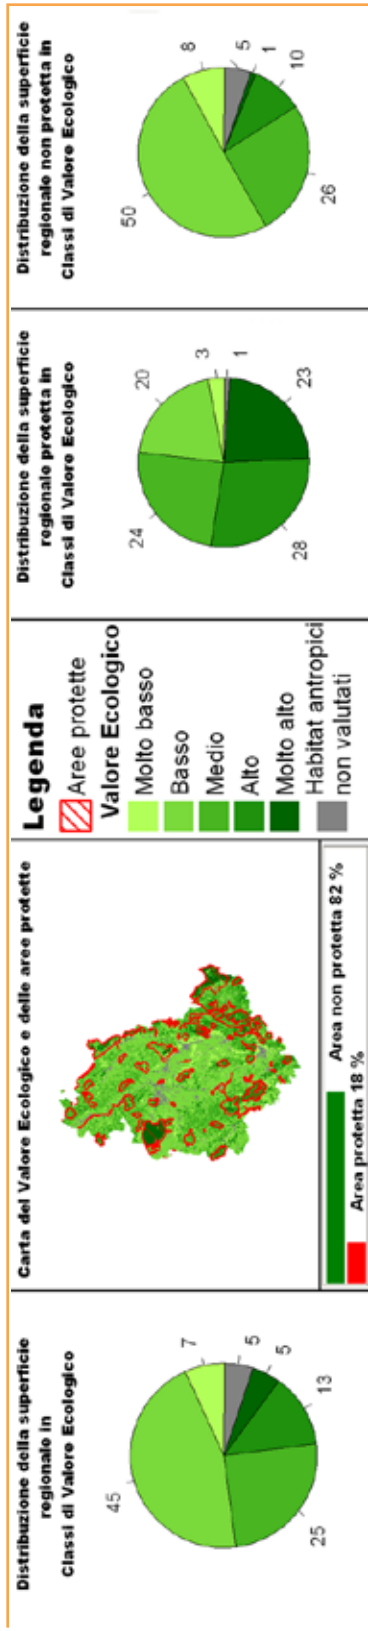 Distribuzione della superficie
regionale in
Classi di Valore Ecologico
45
7
5
5
13
25
Carta del Valore Ecologico e delle aree protette
Area non protetta 82 %
Area protetta 18 %
Legenda
Aree protette
Valore Ecologico
Molto basso
Basso
Medio
Alto
Molto alto
Habitat antropici
non valutati
Distribuzione della superficie
regionale protetta in
Classi di Valore Ecologico
20
3
1
23
28
24
Distribuzione della superficie
regionale non protetta in
Classi di Valore Ecologico
50
8
5
1
10
26